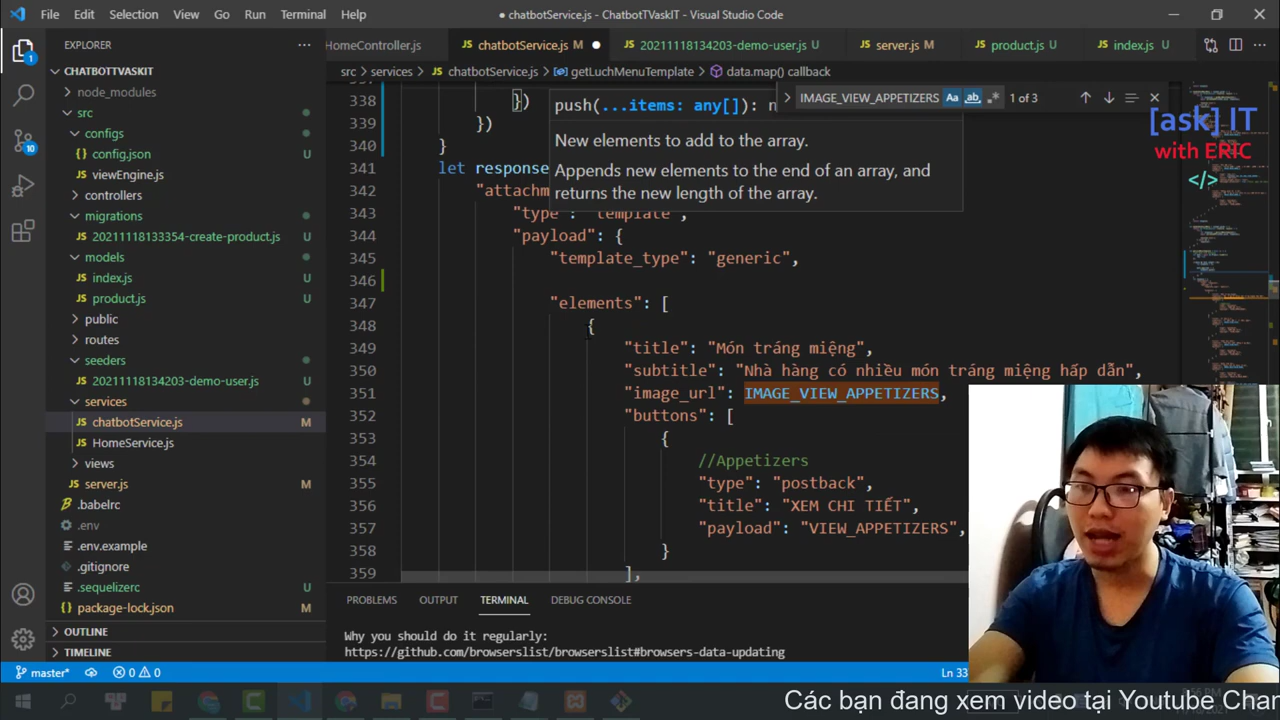 File Edit Selection View Go Run Terminal Help
● chatbotService.js - ChatbotTVaskIT - Visual Studio Code
EXPLORER
CHATBOTTVASKIT
node_modules
src
configs
config.json
viewEngine.js
controllers
migrations
20211118133354-create-product.js U
models
index.js U
product.js U
public
routes
seeders
20211118134203-demo-user.js U
services
chatbotService.js M
HomeService.js
views
server.js M
.babelrc
.env
.env.example
.gitignore
.sequelizerc U
package-lock.json M
OUTLINE
TIMELINE
HomeController.js chatbotService.js M 20211118134203-demo-user.js U server.js M product.js U index.js U
src > services > JS chatbotService.js > getLuchMenuTemplate > data.map() callback
IMAGE_VIEW_APPETIZERS Aa ab .* 1 of 3
push(...items: any[]): n
New elements to add to the array.
Appends new elements to the end of an array, and
returns the new length of the array.
338 })
339 })
340 }
341 let response
342 "attachm
343 "type": "template",
344 "payload": {
345 "template_type": "generic",
346
347 "elements": [
348 {
349 "title": "Món tráng miệng",
350 "subtitle": "Nhà hàng có nhiều món tráng miệng hấp dẫn",
351 "image_url": IMAGE_VIEW_APPETIZERS,
352 "buttons": [
353 {
354 //Appetizers
355 "type": "postback",
356 "title": "XEM CHI TIẾT",
357 "payload": "VIEW_APPETIZERS",
358 }
359 ],
[ask] IT
with ERIC
</>
PROBLEMS OUTPUT TERMINAL DEBUG CONSOLE
Why you should do it regularly:
https://github.com/browserslist/browserslist#browsers-data-updating
master* 0 0 Ln 33
Các bạn đang xem video tại Youtube Chan